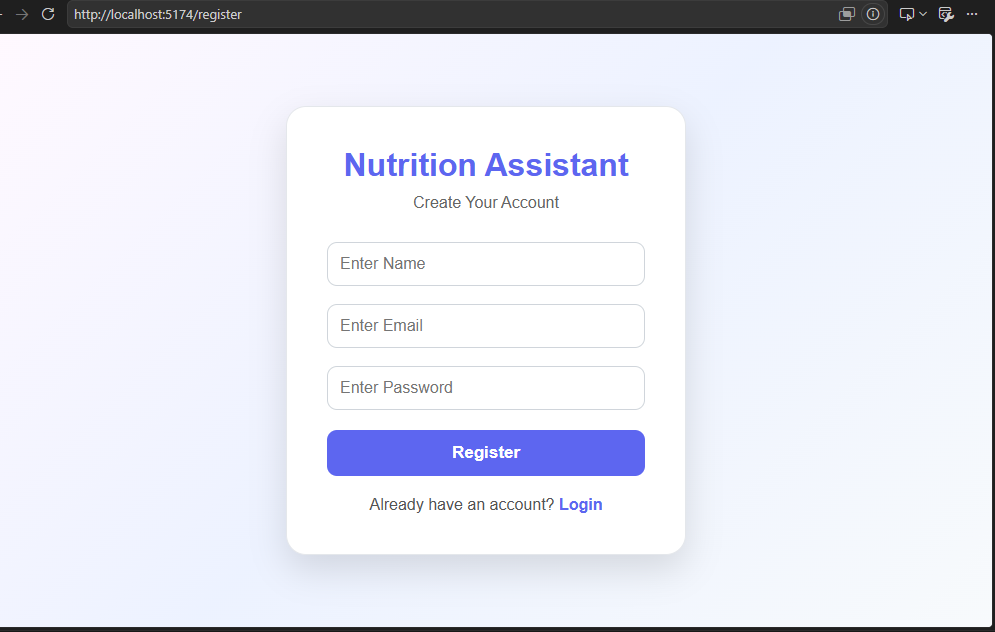 http://localhost:5174/register
Nutrition Assistant
Create Your Account
Enter Name
Enter Email
Enter Password
Register
Already have an account? Login